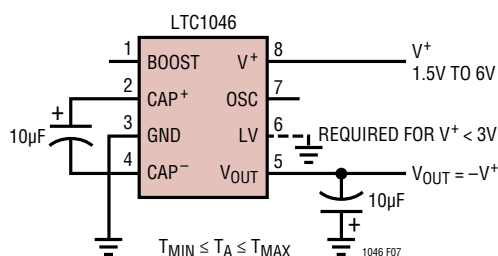 LTC1046
1 BOOST V+ 8 V+
1.5V TO 6V
2 CAP+ OSC 7
+ 10µF
3 GND LV 6 REQUIRED FOR V+ < 3V
4 CAP− VOUT 5 VOUT = −V+
10µF
+
TMIN ≤ TA ≤ TMAX
1046 F07